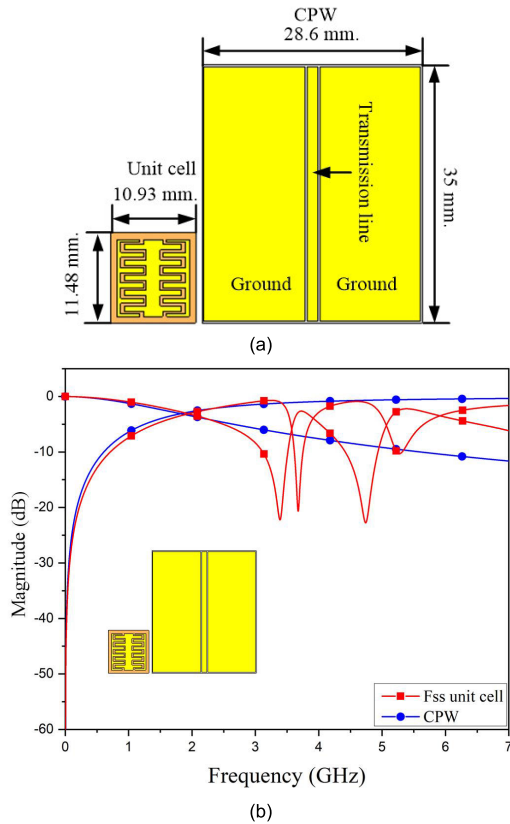 CPW
28.6 mm.
Unit cell
10.93 mm.
11.48 mm.
Transmission line
35 mm.
Ground
Ground
(a)
0
-10
-20
-30
-40
-50
-60
Magnitude (dB)
Fss unit cell
CPW
0 1 2 3 4 5 6 7
Frequency (GHz)
(b)